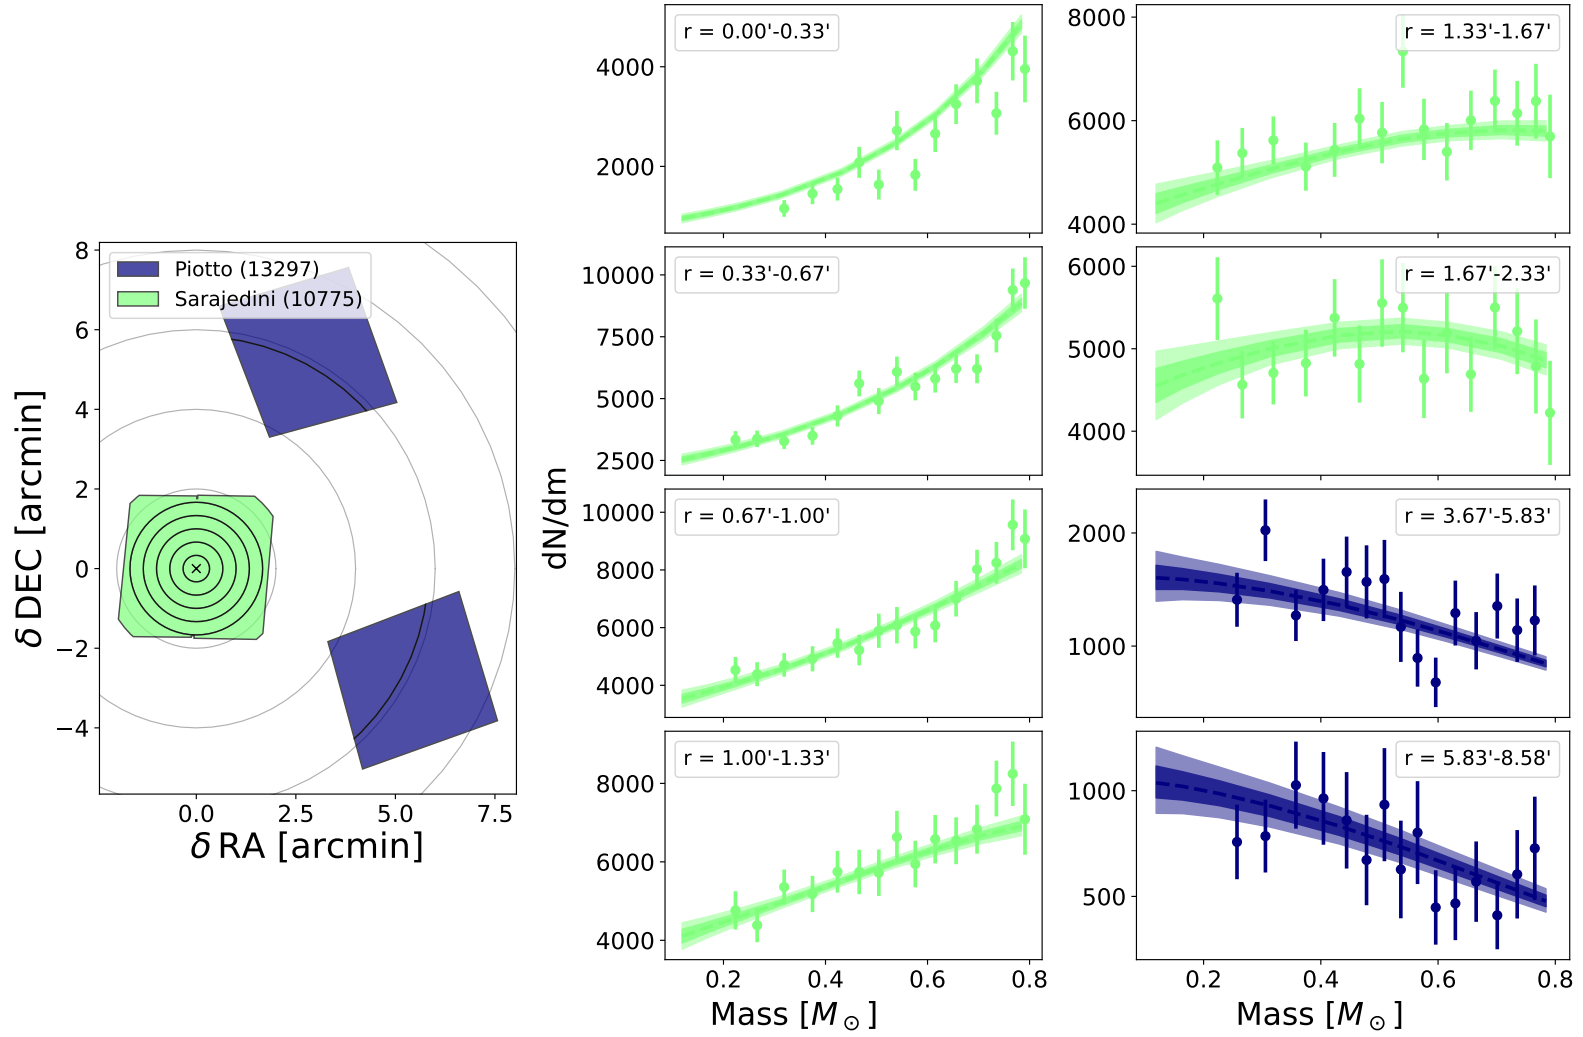 Piotto (13297)
Sarajedini (10775)
8
6
4
2
0
−2
−4
0.0
2.5
5.0
7.5
δ RA [arcmin]
δ DEC [arcmin]
dN/dm
r = 0.00'-0.33'
4000
2000
r = 0.33'-0.67'
10000
7500
5000
2500
r = 0.67'-1.00'
10000
8000
6000
4000
r = 1.00'-1.33'
8000
6000
4000
0.2
0.4
0.6
0.8
Mass [M⊙]
r = 1.33'-1.67'
8000
6000
4000
r = 1.67'-2.33'
6000
5000
4000
r = 3.67'-5.83'
2000
1000
r = 5.83'-8.58'
1000
500
0.2
0.4
0.6
0.8
Mass [M⊙]